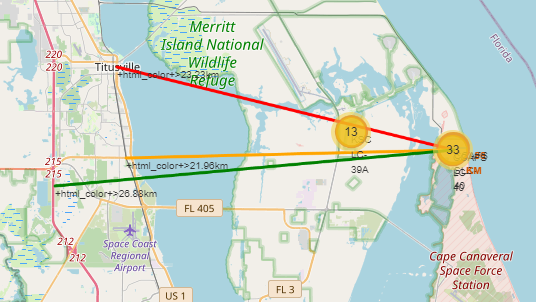 Merritt
Island National
Wildlife
Refuge
Florida
220
220
Titusville
+html_color+>23.23km
13
LC-
39A
33
215
215
+html_color+>21.96km
+html_color+>26.88km
40
FL 405
212
212
Space Coast
Regional
Airport
Cape Canaveral
Space Force
Station
US 1
FL 3